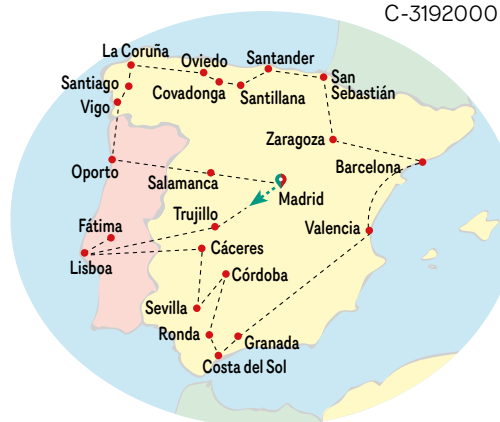 C-3192000
La Coruña
Oviedo
Santander
Santiago
Covadonga
Santillana
San
Sebastián
Vigo
Zaragoza
Oporto
Salamanca
Barcelona
Madrid
Trujillo
Fátima
Valencia
Lisboa
Cáceres
Córdoba
Sevilla
Ronda
Granada
Costa del Sol